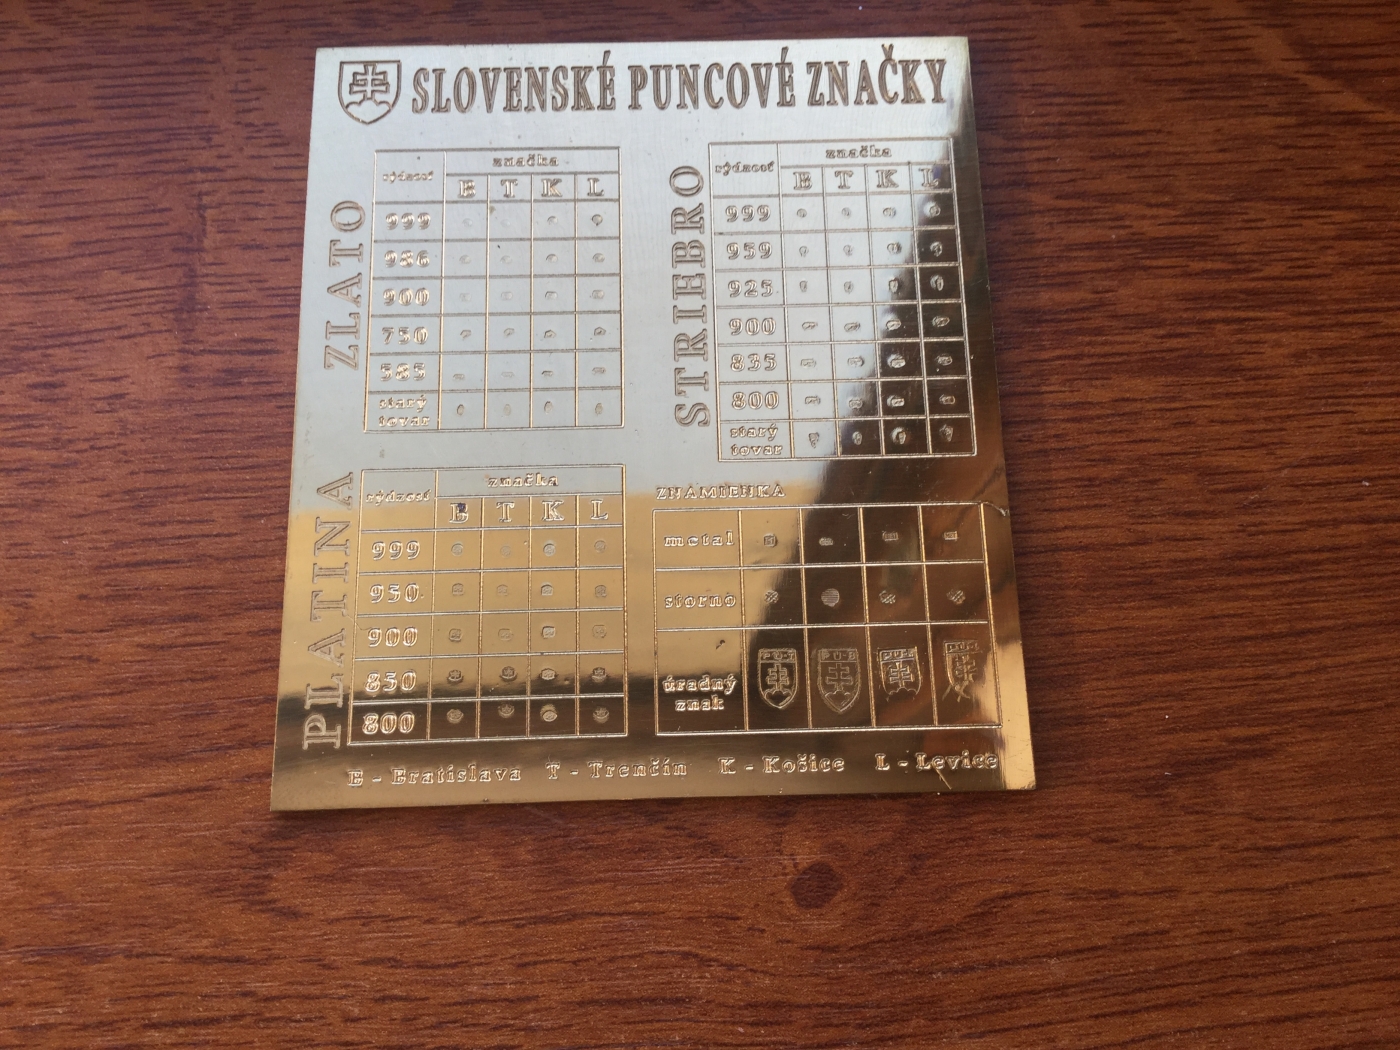 SLOVENSKÉ PUNCOVÉ ZNAČKY
ZLATO
rýdzosť značka
B T K L
999
986
900
750
585
starý
tovar
STRIEBRO
rýdzosť značka
B T K L
999
959
925
900
835
800
starý
tovar
PLATINA
rýdzosť značka
B T K L
999
950
900
850
800
ZNAMIENKA
metal
storno
úradný
znak
PÚ-B
B - Bratislava T - Trenčín K - Košice L - Levice